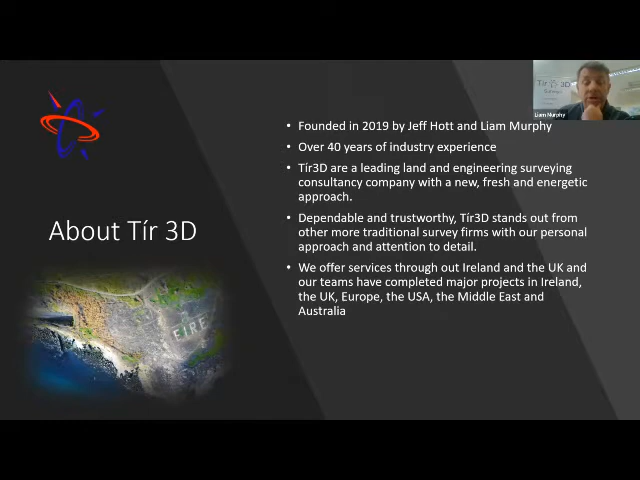 About Tír 3D
• Founded in 2019 by Jeff Hott and Liam Murphy
• Over 40 years of industry experience
• Tír3D are a leading land and engineering surveying
consultancy company with a new, fresh and energetic
approach.
• Dependable and trustworthy, Tír3D stands out from
other more traditional survey firms with our personal
approach and attention to detail.
• We offer services through out Ireland and the UK and
our teams have completed major projects in Ireland,
the UK, Europe, the USA, the Middle East and
Australia
EIRE
Tír 3D
Surveys
Liam Murphy